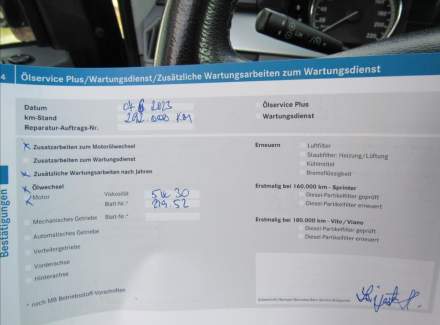 4 Ölservice Plus/Wartungsdienst/Zusätzliche Wartungsarbeiten zum Wartungsdienst
Datum 2023 Ölservice Plus
km-Stand 292.000 KM Wartungsdienst
Reparatur-Auftrags-Nr.
Zusatzarbeiten zum Motorölwechsel Erneuern Luftfilter
Zusatzarbeiten zum Wartungsdienst Staubfilter: Heizung/Lüftung
Zusätzliche Wartungsarbeiten nach Jahren Kühlmittel
Bremsflüssigkeit
Ölwechsel
Motor Viskosität 5W30 Erstmalig bei 160.000 km - Sprinter
Blatt-Nr.* 229.52 Diesel-Partikelfilter geprüft
Diesel-Partikelfilter erneuert
Mechanisches Getriebe Blatt-Nr.*
Automatisches Getriebe Erstmalig bei 180.000 km - Vito/Viano
Diesel-Partikelfilter geprüft
Verteilergetriebe Diesel-Partikelfilter erneuert
Vorderachse
Hinterachse
* nach MB Betriebsstoff-Vorschriften
Bestätigungen